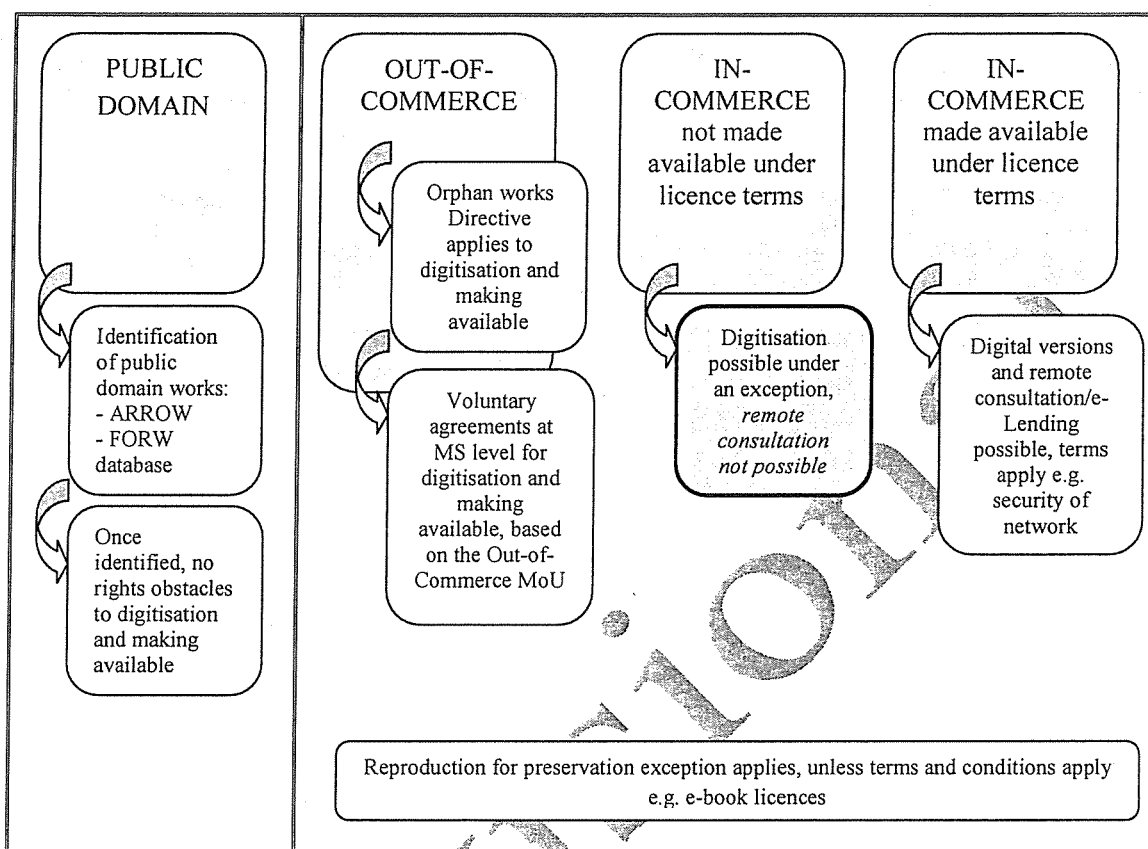 PUBLIC
DOMAIN
Identification
of public
domain works:
- ARROW
- FORW
database
Once
identified, no
rights obstacles
to digitisation
and making
available
OUT-OF-
COMMERCE
Orphan works
Directive
applies to
digitisation and
making
available
Voluntary
agreements at
MS level for
digitisation and
making
available, based
on the Out-of-
Commerce MoU
IN-
COMMERCE
not made
available under
licence terms
Digitisation
possible under
an exception,
remote
consultation
not possible
IN-
COMMERCE
made available
under licence
terms
Digital versions
and remote
consultation/e-
Lending
possible, terms
apply e.g.
security of
network
Reproduction for preservation exception applies, unless terms and conditions apply
e.g. e-book licences